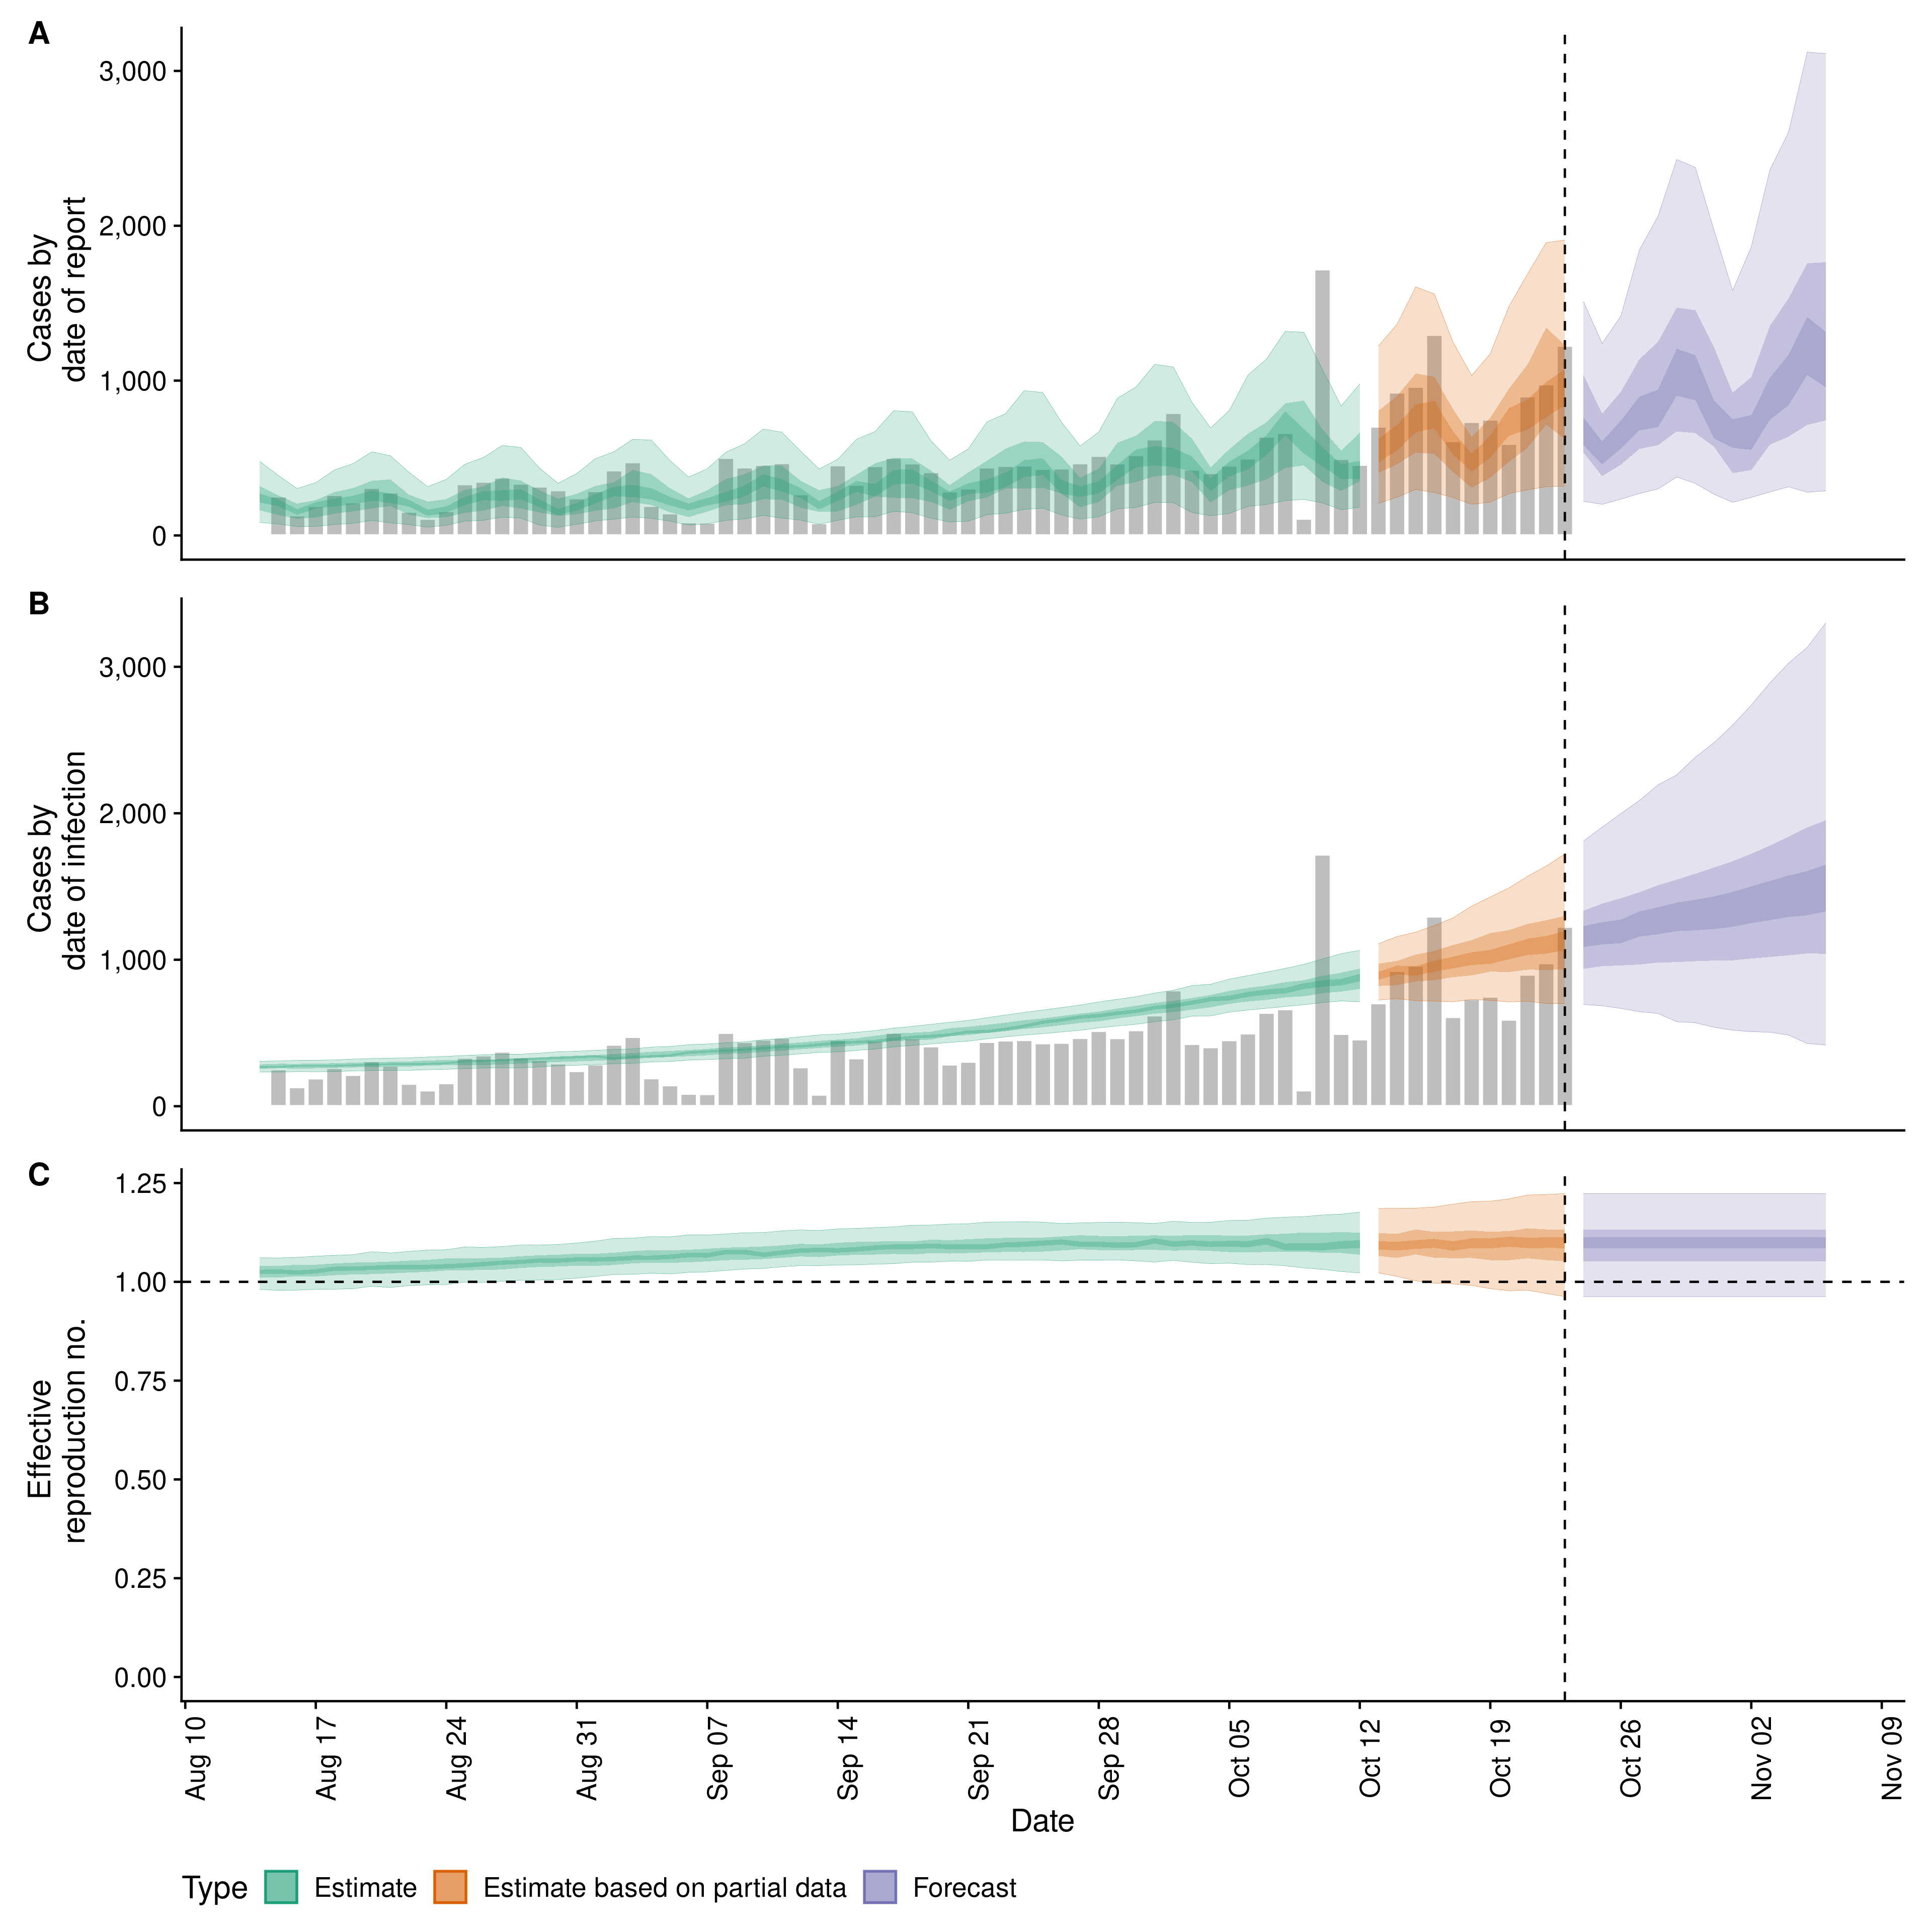 A
Cases by
date of report
3,000
2,000
1,000
0
B
Cases by
date of infection
3,000
2,000
1,000
0
C
Effective
reproduction no.
1.25
1.00
0.75
0.50
0.25
0.00
Aug 10
Aug 17
Aug 24
Aug 31
Sep 07
Sep 14
Sep 21
Sep 28
Oct 05
Oct 12
Oct 19
Oct 26
Nov 02
Nov 09
Date
Type Estimate Estimate based on partial data Forecast